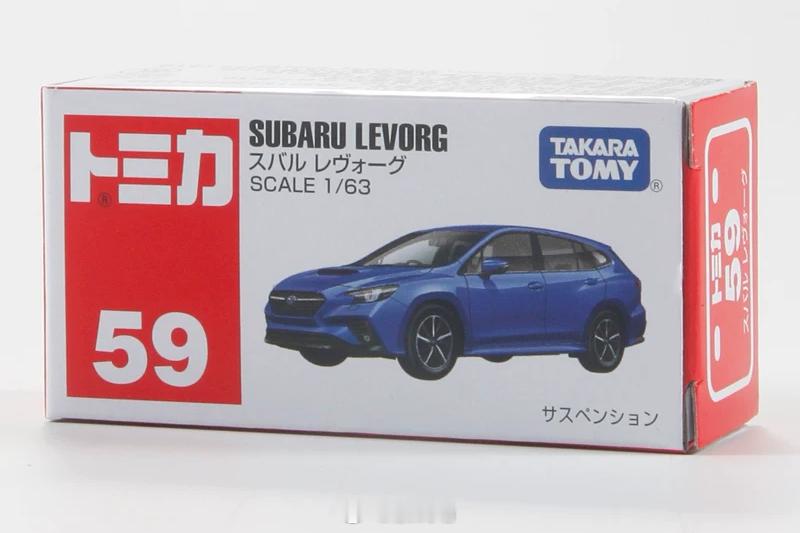 トミカ
®
59
SUBARU LEVORG
スバル レヴォーグ
SCALE 1/63
TAKARA
TOMY
®
サスペンション
トミカ
59
スバル レヴォーグ